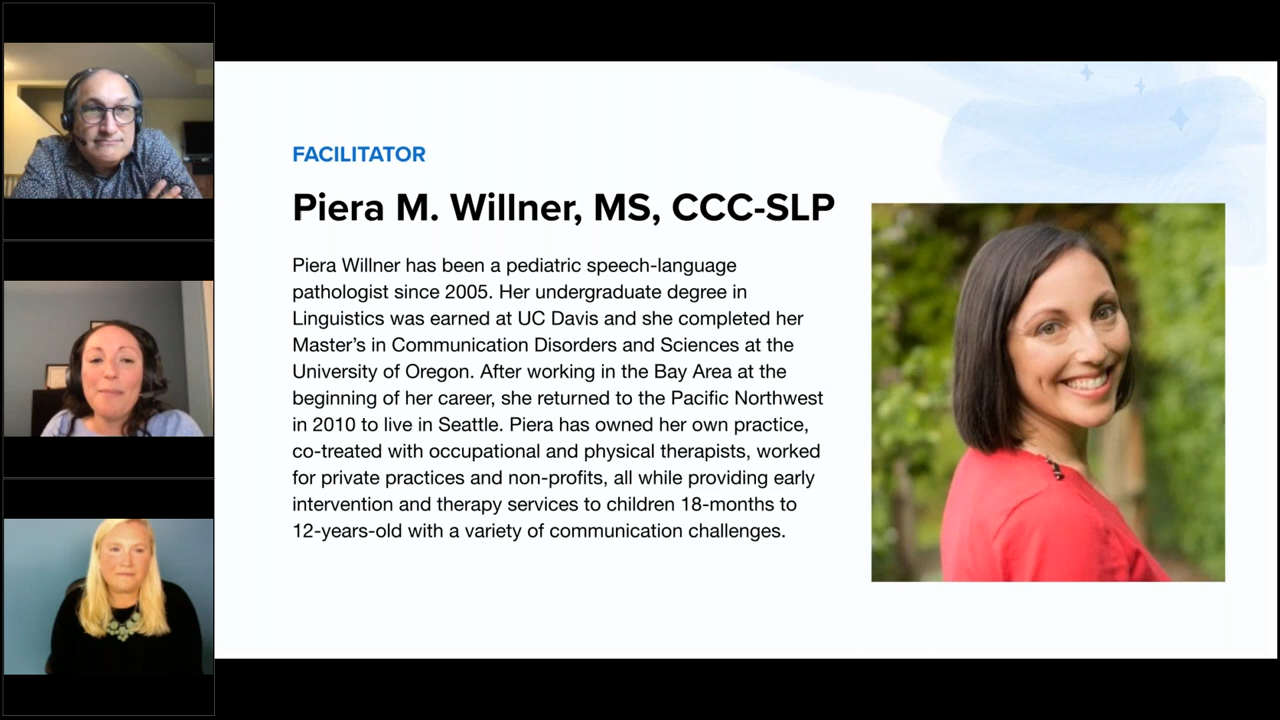 FACILITATOR
Piera M. Willner, MS, CCC-SLP
Piera Willner has been a pediatric speech-language
pathologist since 2005. Her undergraduate degree in
Linguistics was earned at UC Davis and she completed her
Master’s in Communication Disorders and Sciences at the
University of Oregon. After working in the Bay Area at the
beginning of her career, she returned to the Pacific Northwest
in 2010 to live in Seattle. Piera has owned her own practice,
co-treated with occupational and physical therapists, worked
for private practices and non-profits, all while providing early
intervention and therapy services to children 18-months to
12-years-old with a variety of communication challenges.